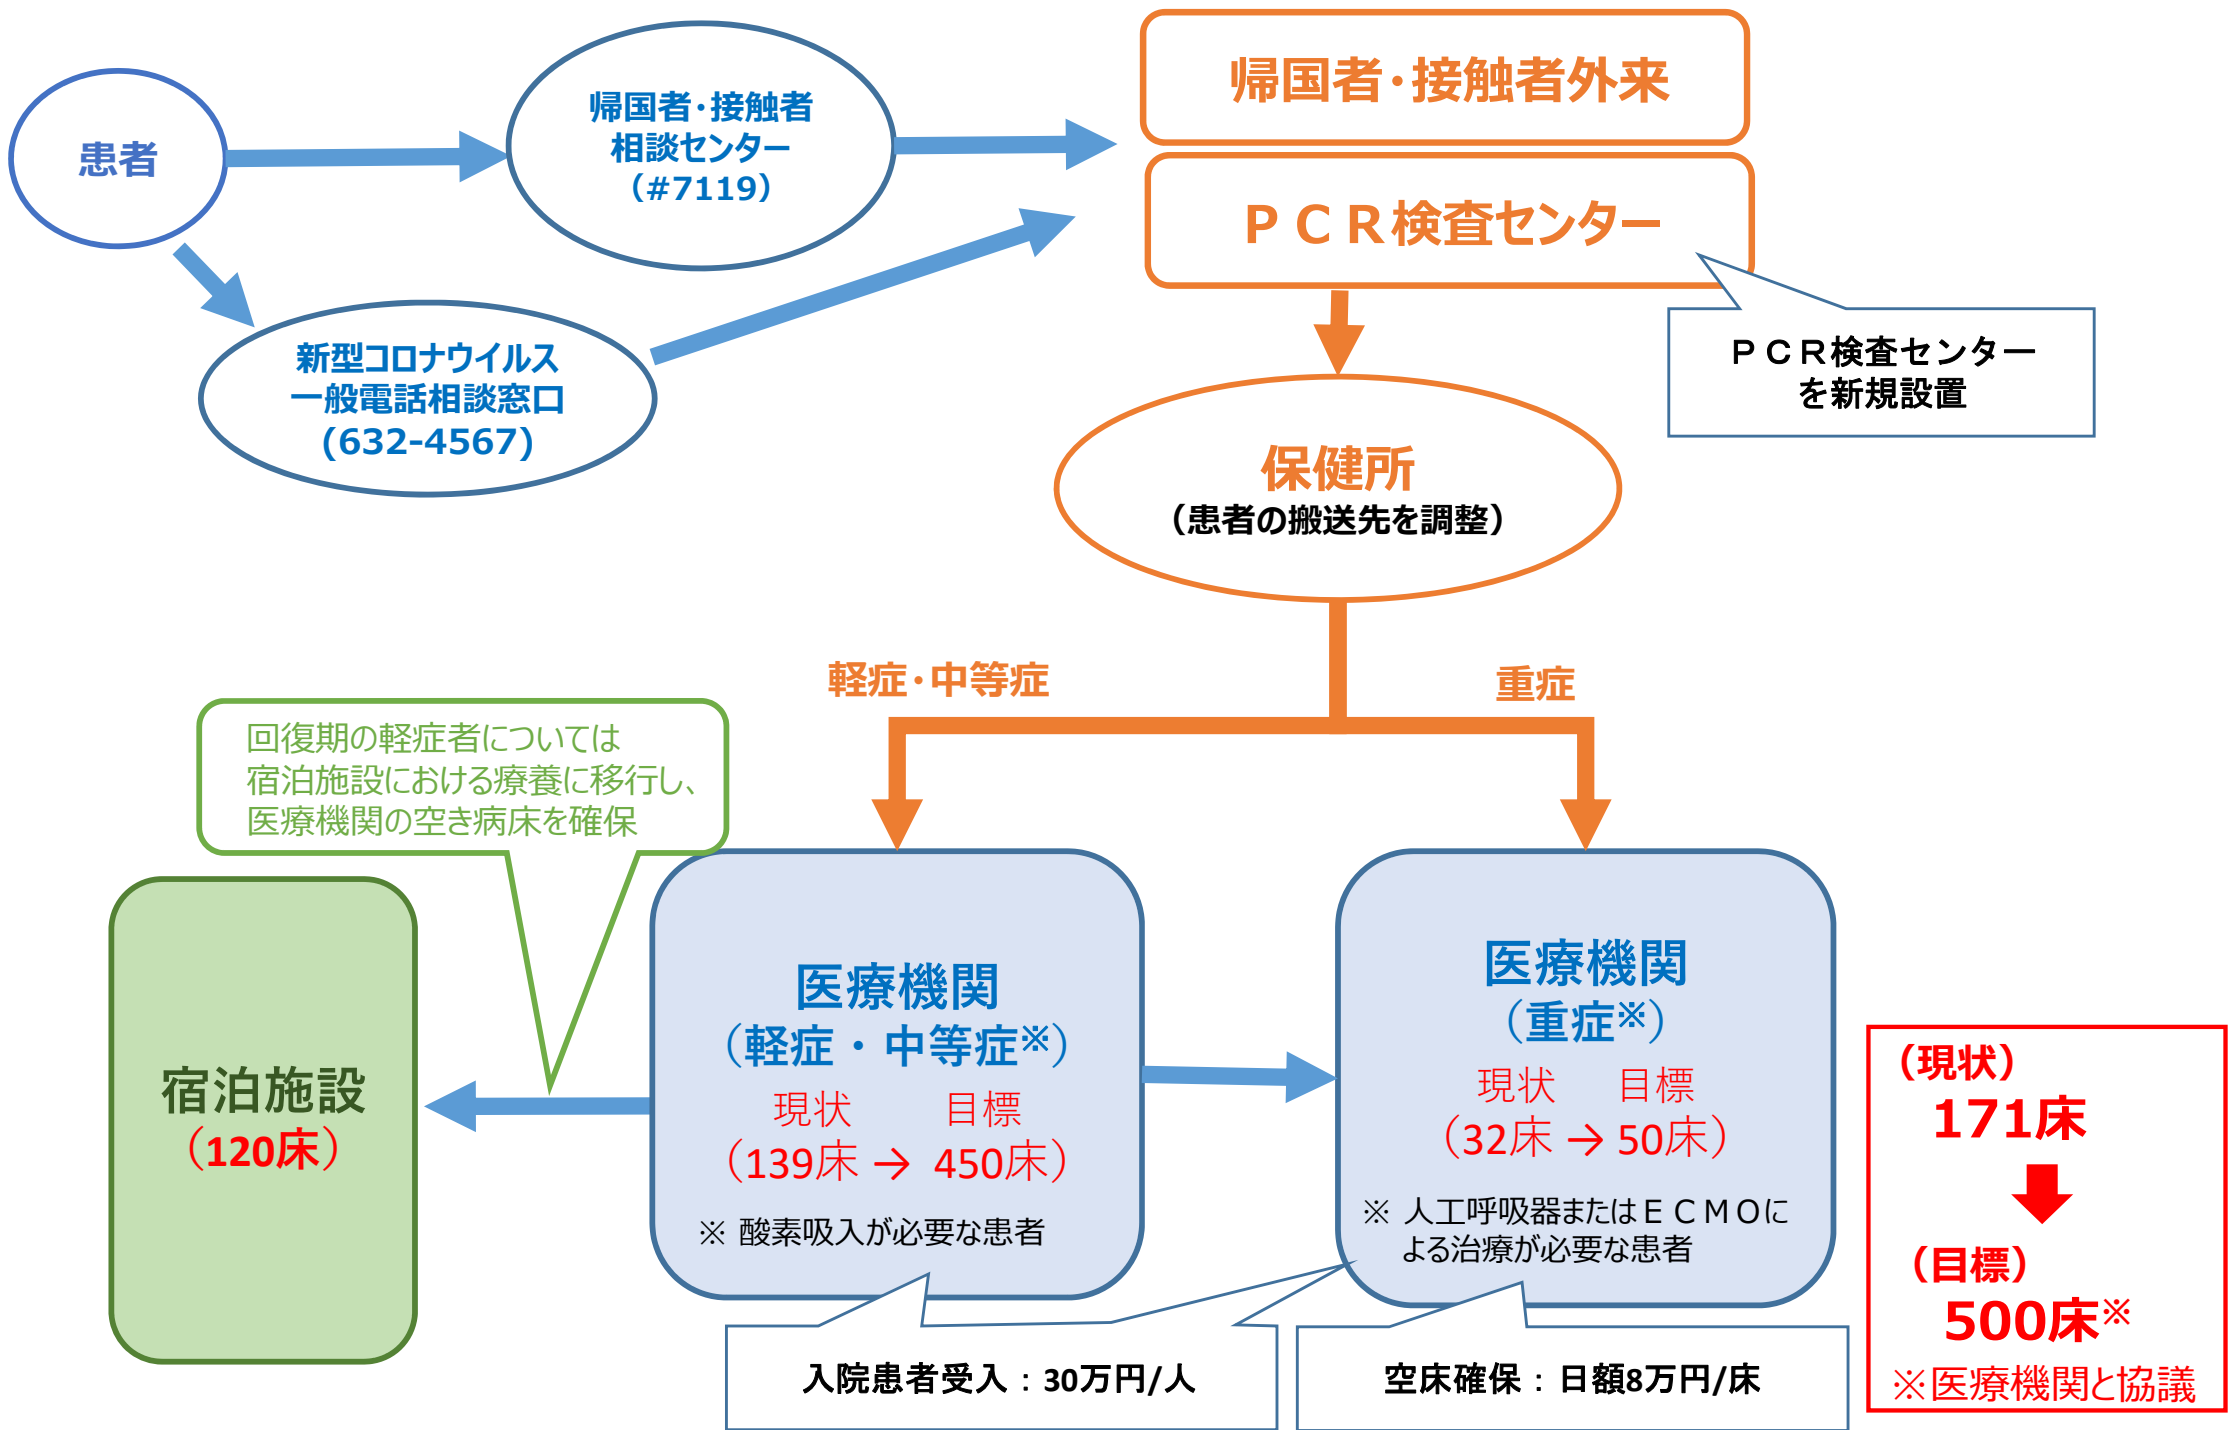 患者
帰国者・接触者
相談センター
（#7119）
帰国者・接触者外来
ＰＣＲ検査センター
ＰＣＲ検査センター
を新規設置
新型コロナウイルス
一般電話相談窓口
(632-4567)
保健所
（患者の搬送先を調整）
軽症・中等症
重症
回復期の軽症者については
宿泊施設における療養に移行し、
医療機関の空き病床を確保
宿泊施設
（120床）
医療機関
（軽症・中等症※）
現状　目標
（139床 → 450床）
※ 酸素吸入が必要な患者
医療機関
（重症※）
現状　目標
（32床 → 50床）
※ 人工呼吸器またはＥＣＭＯに
よる治療が必要な患者
（現状）
171床
（目標）
500床※
※医療機関と協議
入院患者受入：30万円/人
空床確保：日額8万円/床